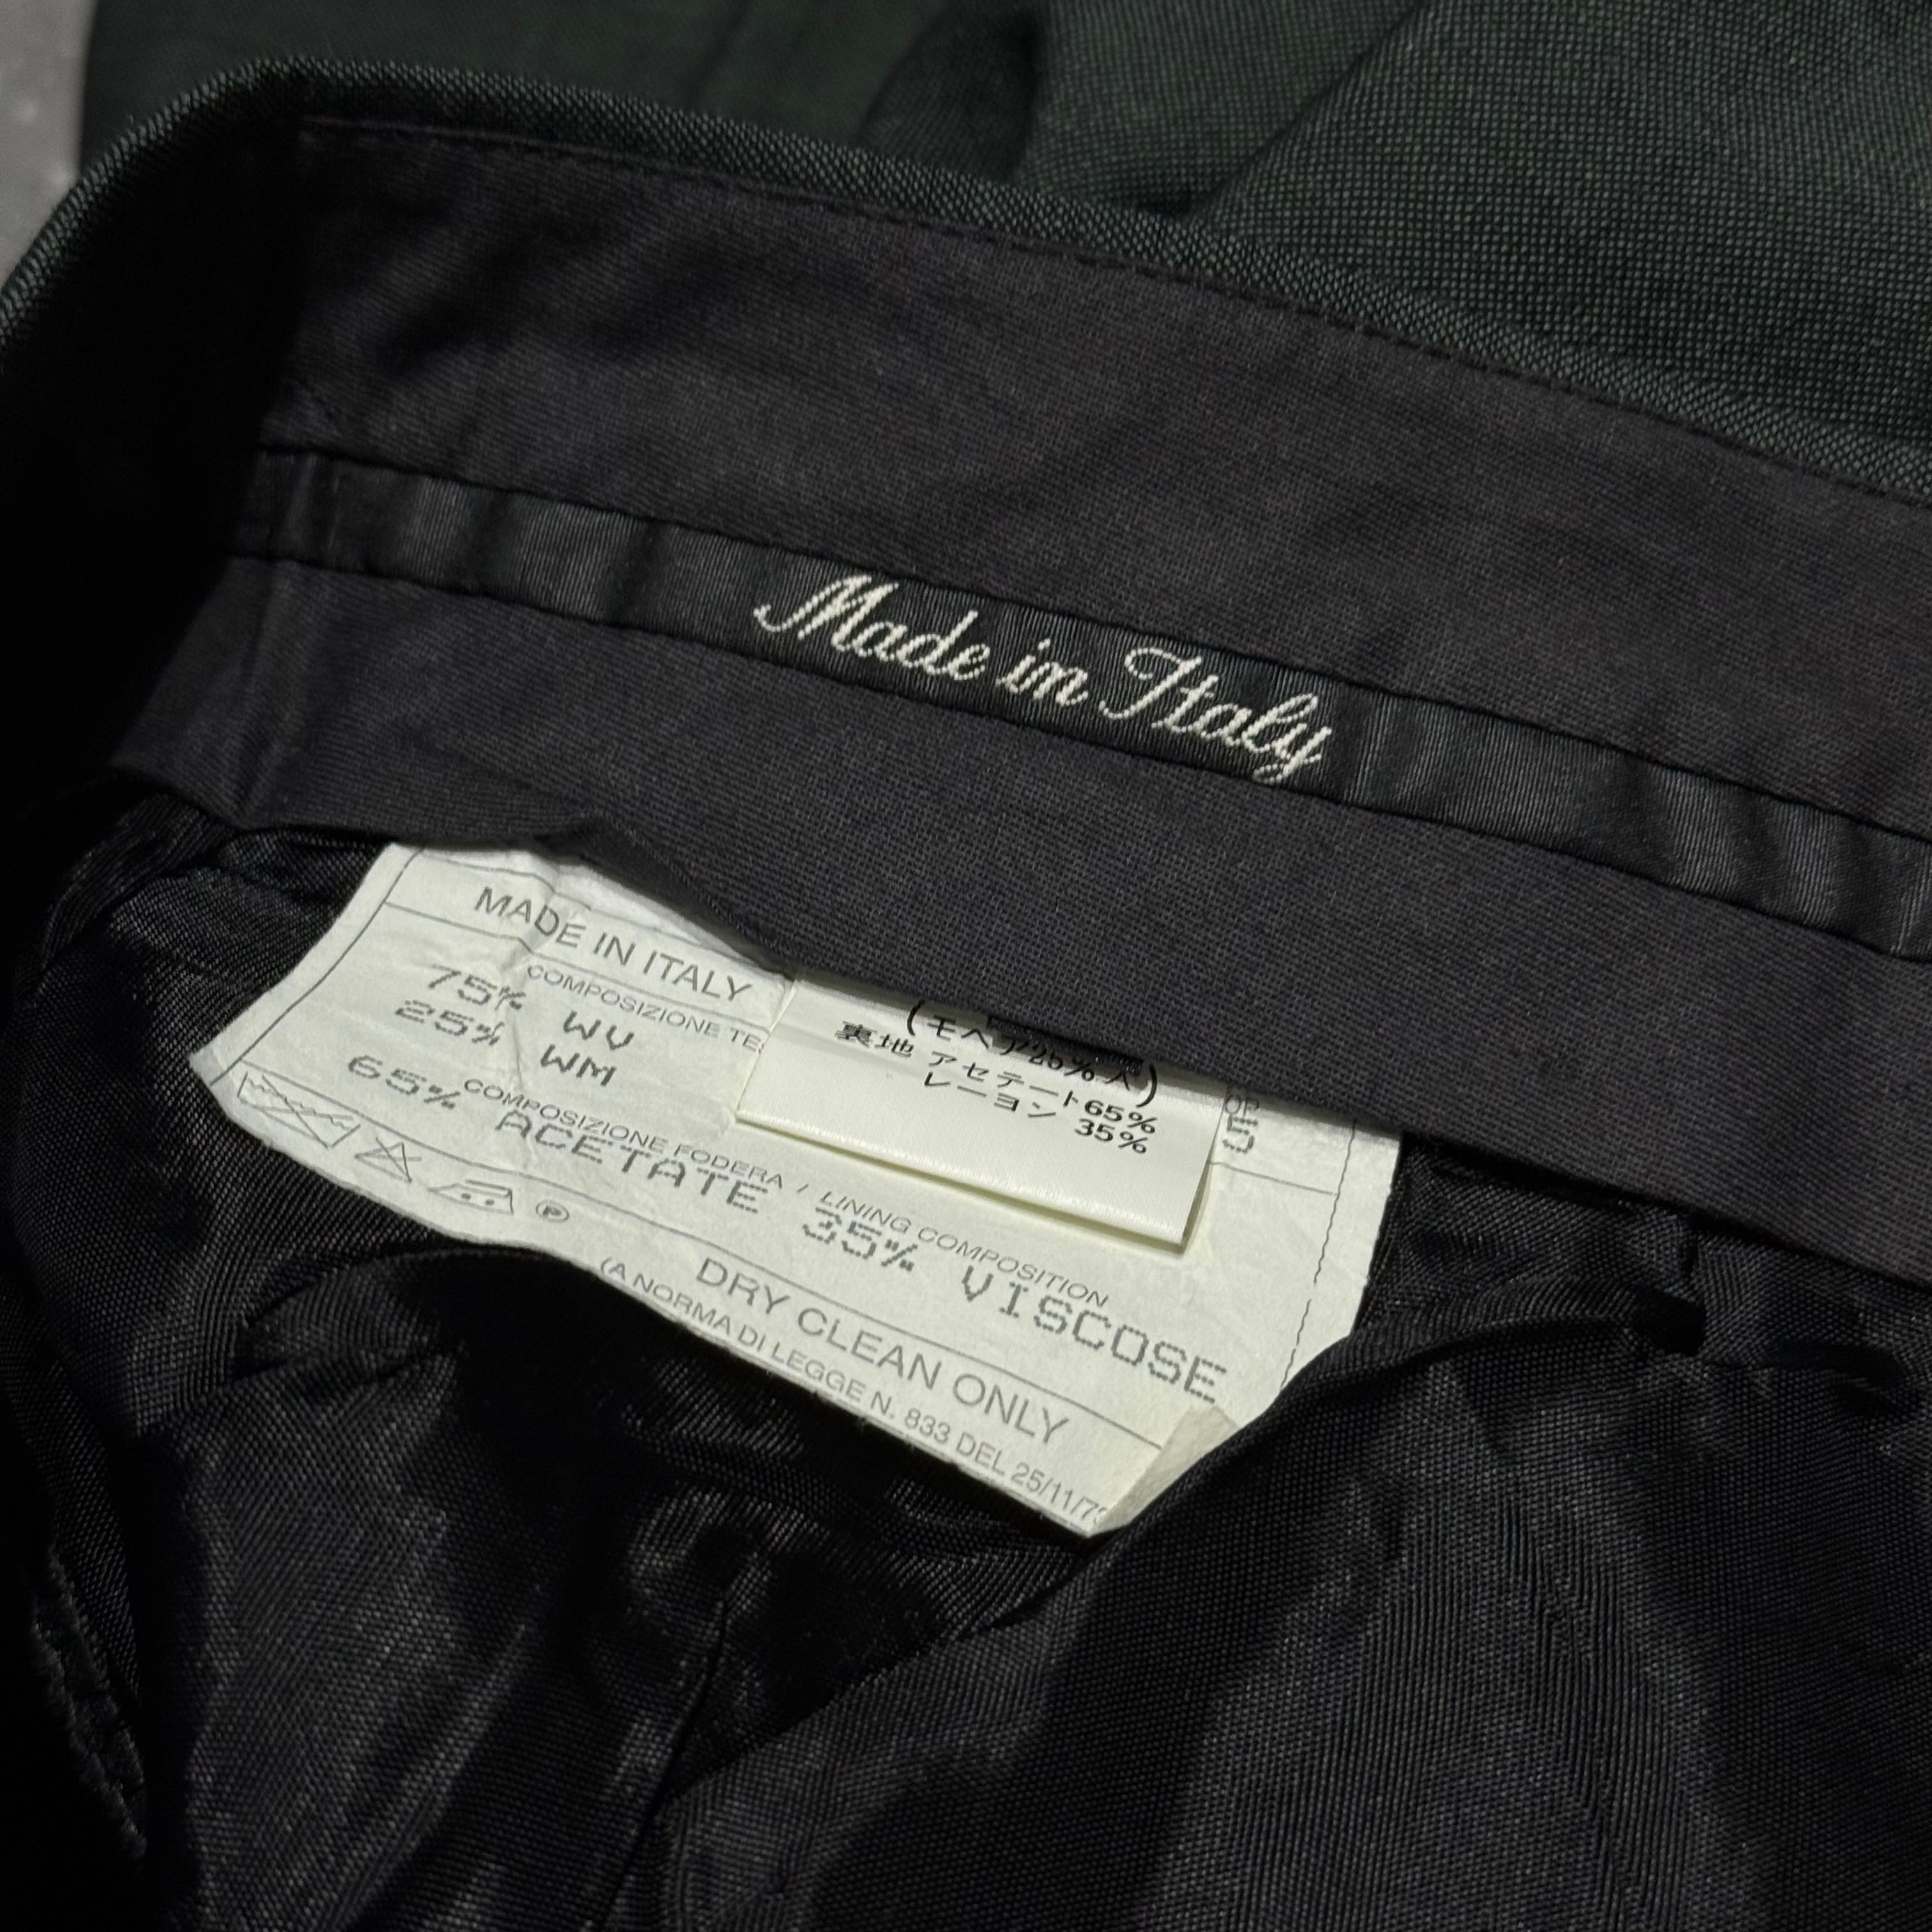 Made in Italy
MADE IN ITALY
COMPOSIZIONE
75% WV
25% WM
COMPOSIZIONE FODERA / LINING COMPOSITION
65% ACETATE 35% VISCOSE
P
DRY CLEAN ONLY
(A NORMA DI LEGGE N. 833 DEL 25/11/7
(モヘア25%入)
裏地 アセテート65%
レーヨン 35%